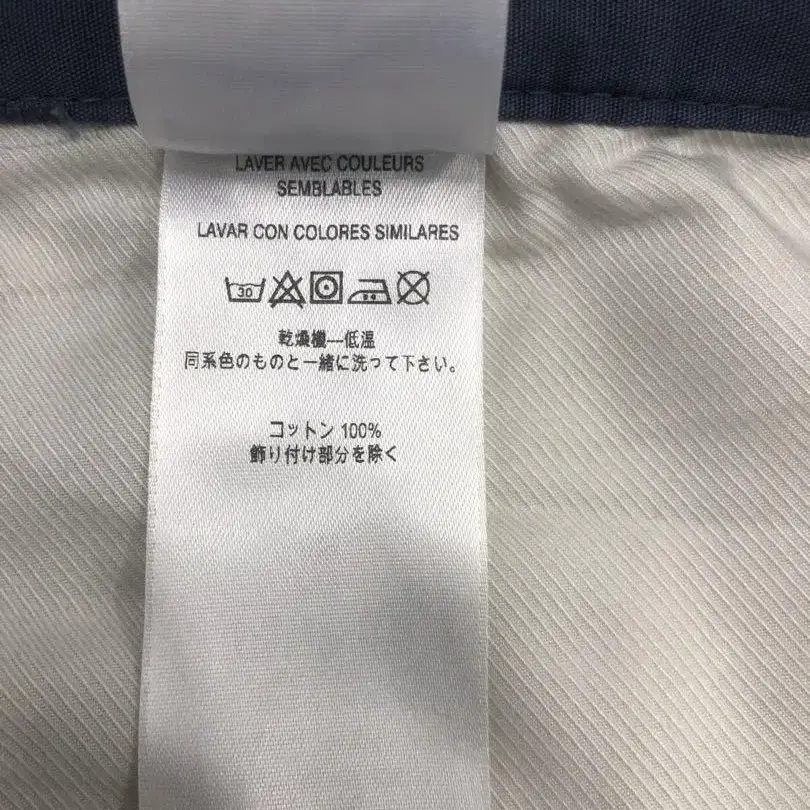 LAVER AVEC COULEURS
SEMBLABLES
LAVAR CON COLORES SIMILARES
30
乾燥機—低温
同系色のものと一緒に洗って下さい。
コットン 100%
飾り付け部分を除く